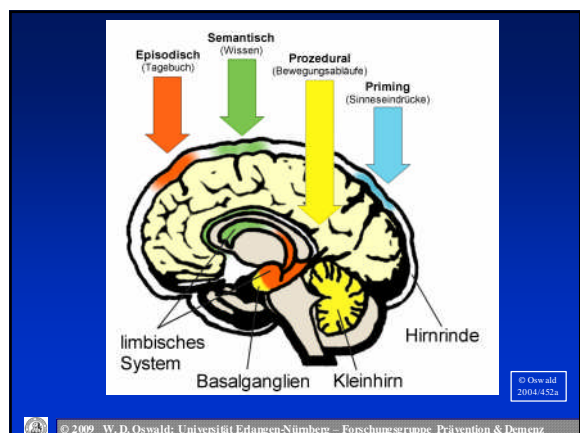 Episodisch
(Tagebuch)
Semantisch
(Wissen)
Prozedural
(Bewegungsabläufe)
Priming
(Sinneseindrücke)
limbisches
System
Basalganglien
Kleinhirn
Hirnrinde
© Oswald
2004/452a
© 2009 W. D. Oswald: Universität Erlangen-Nürnberg – Forschungsgruppe Prävention & Demenz